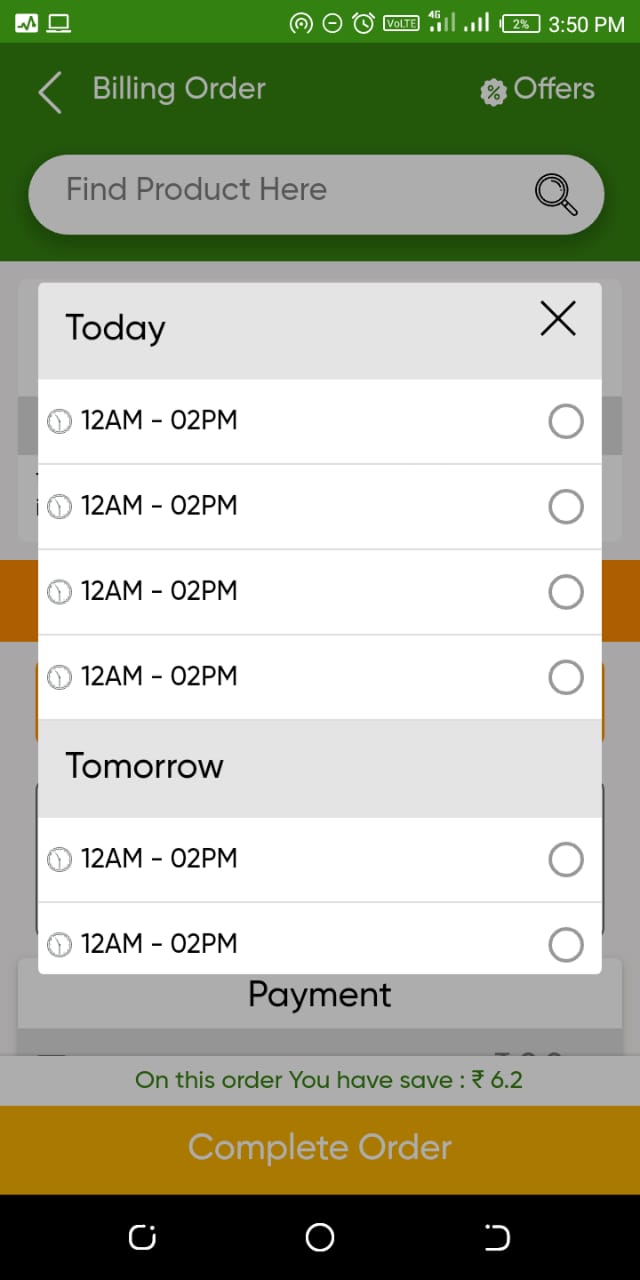 VoLTE 4G 2% 3:50 PM
Billing Order
Offers
Find Product Here
Today
12AM - 02PM
12AM - 02PM
12AM - 02PM
12AM - 02PM
Tomorrow
12AM - 02PM
12AM - 02PM
Payment
On this order You have save : ₹ 6.2
Complete Order